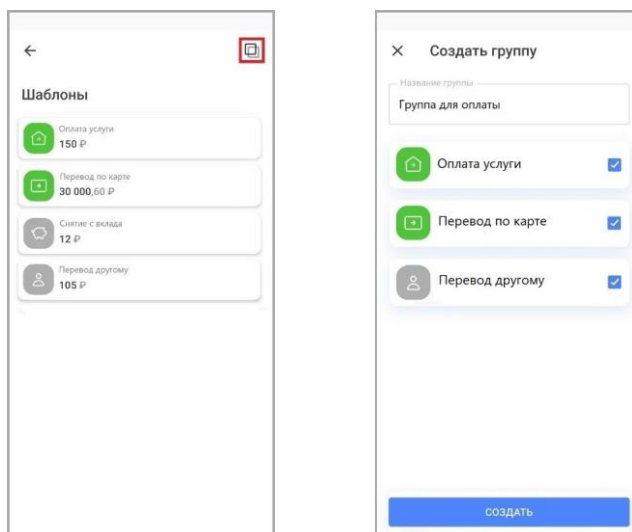 Шаблоны
Оплата услуги
150 ₽
Перевод по карте
30 000,60 ₽
Снятие с вклада
12 ₽
Перевод другому
105 ₽
Создать группу
Название группы
Группа для оплаты
Оплата услуги
Перевод по карте
Перевод другому
СОЗДАТЬ